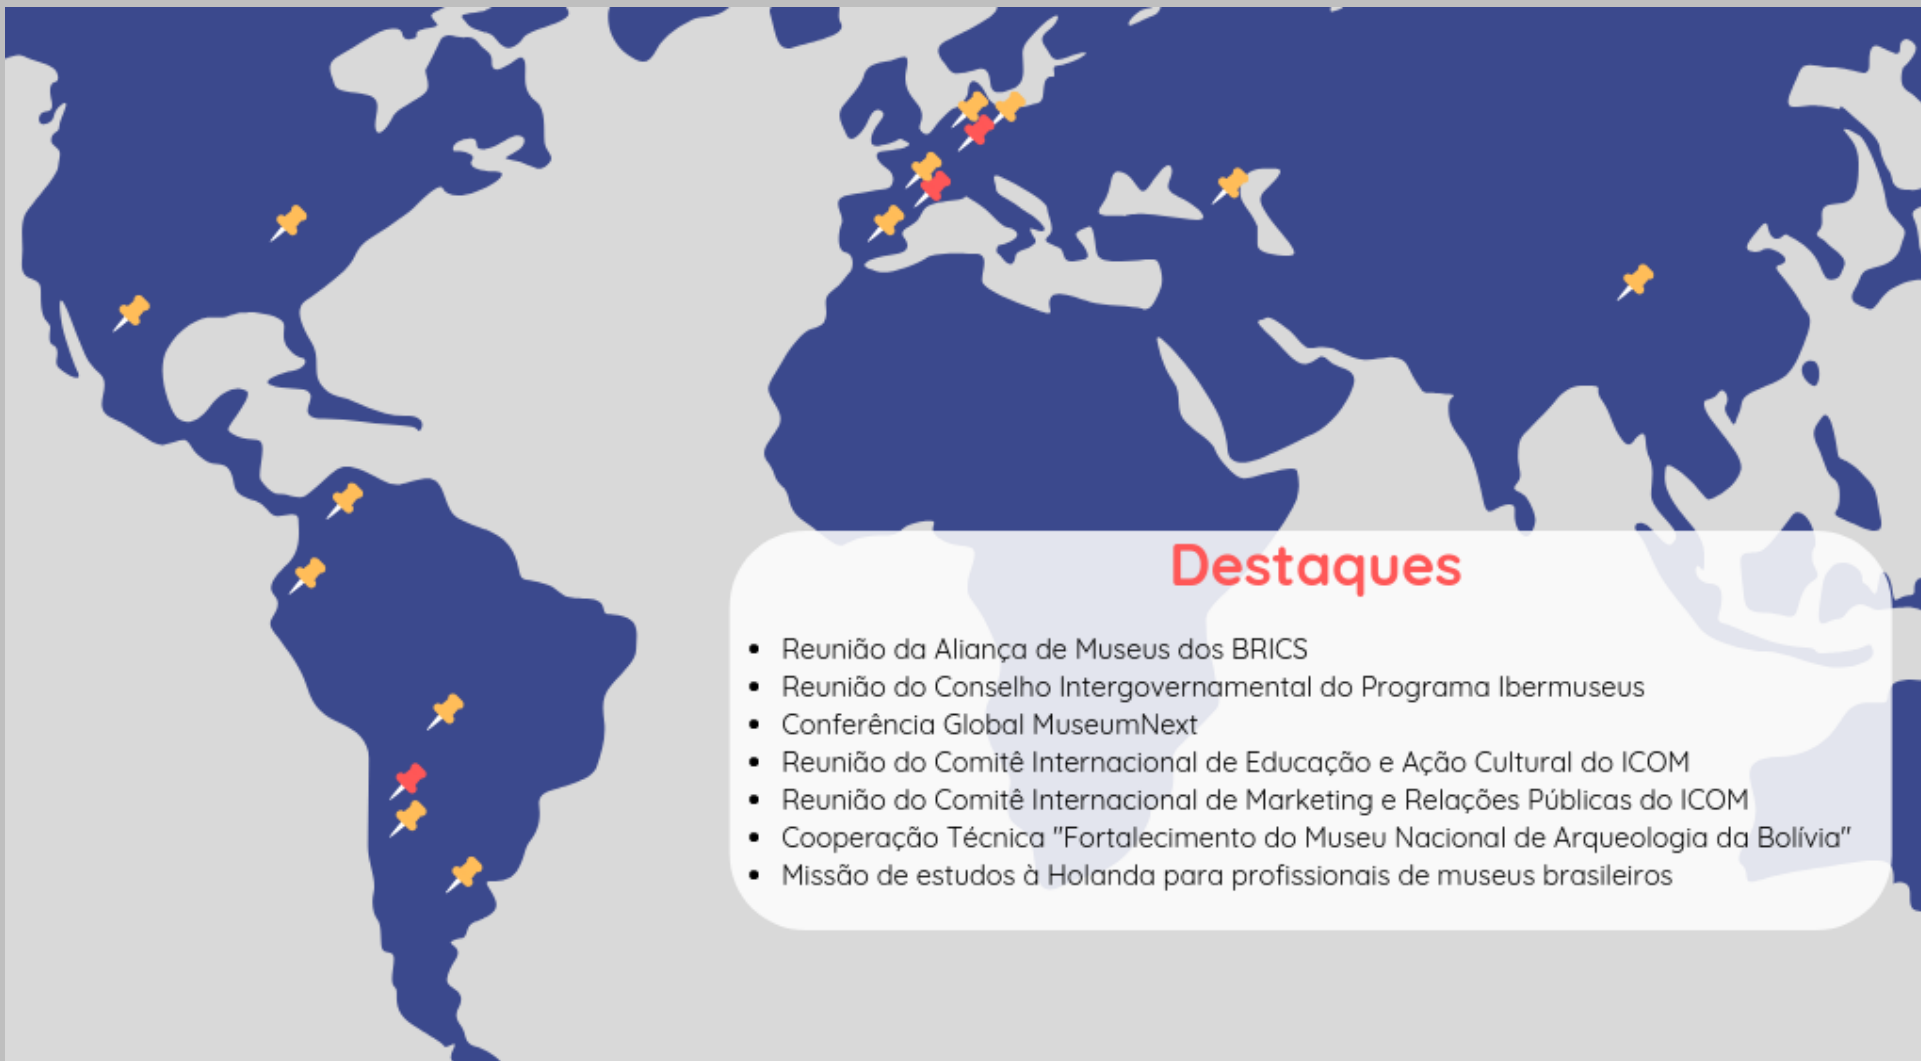 Destaques
Reunião da Aliança de Museus dos BRICS
Reunião do Conselho Intergovernamental do Programa Ibermuseus
Conferência Global MuseumNext
Reunião do Comitê Internacional de Educação e Ação Cultural do ICOM
Reunião do Comitê Internacional de Marketing e Relações Públicas do ICOM
Cooperação Técnica "Fortalecimento do Museu Nacional de Arqueologia da Bolívia"
Missão de estudos à Holanda para profissionais de museus brasileiros